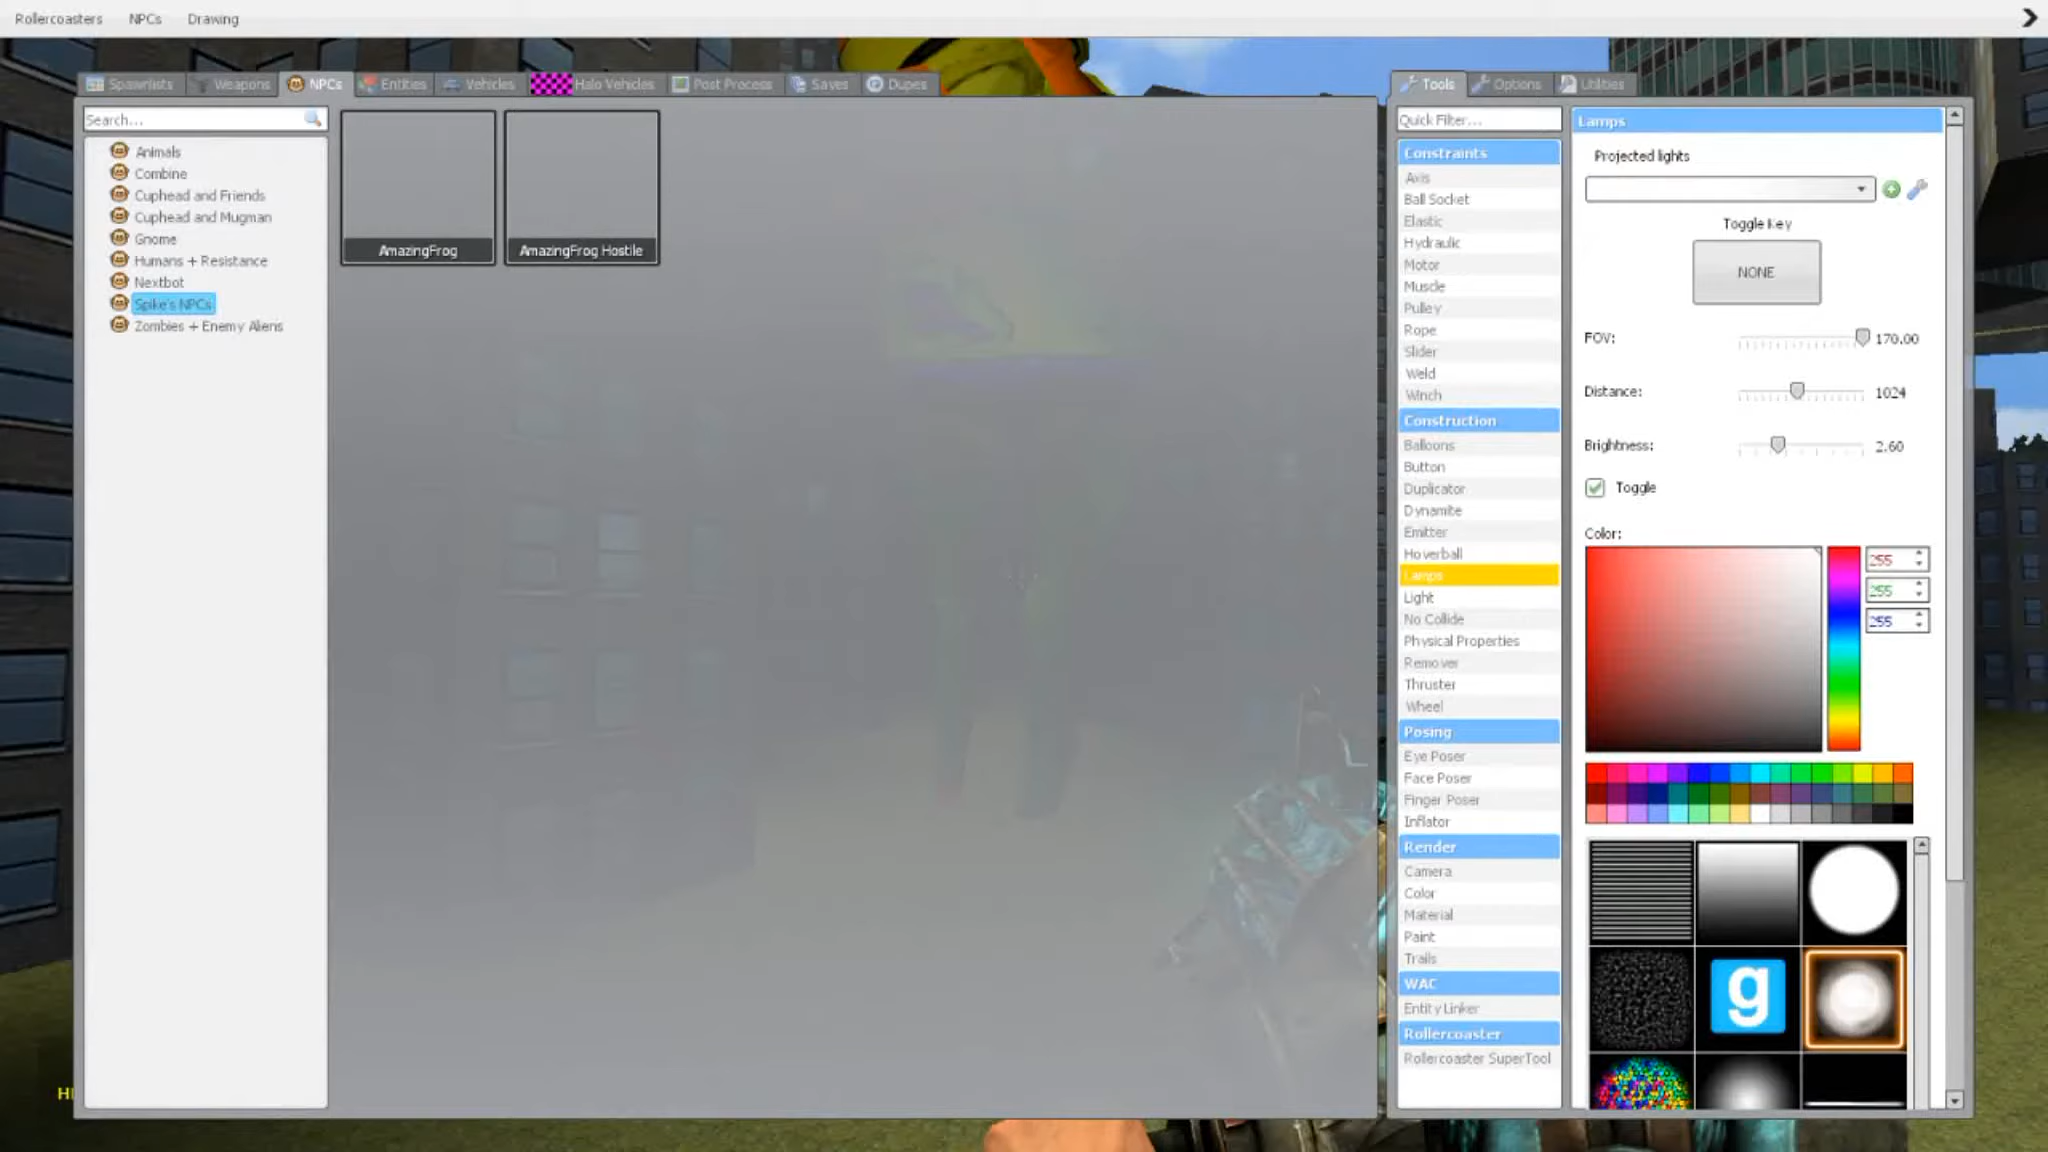 Rollercoasters NPCs Drawing
Spawnlists Weapons NPCs Entities Vehicles Halo Vehicles Post Process Saves Dupes
Search...
Animals
Combine
Cuphead and Friends
Cuphead and Mugman
Gnome
Humans + Resistance
Nextbot
Spike's NPCs
Zombies + Enemy Aliens
AmazingFrog
AmazingFrog Hostile
Tools Options Utilities
Quick Filter...
Constraints
Axis
Ball Socket
Elastic
Hydraulic
Motor
Muscle
Pulley
Rope
Slider
Weld
Winch
Construction
Balloons
Button
Duplicator
Dynamite
Emitter
Hoverball
Lamps
Light
No Collide
Physical Properties
Remover
Thruster
Wheel
Posing
Eye Poser
Face Poser
Finger Poser
Inflator
Render
Camera
Color
Material
Paint
Trails
WAC
Entity Linker
Rollercoaster
Rollercoaster SuperTool
Lamps
Projected lights
Toggle Key
NONE
FOV: 170.00
Distance: 1024
Brightness: 2.60
Toggle
Color:
255
255
255
g